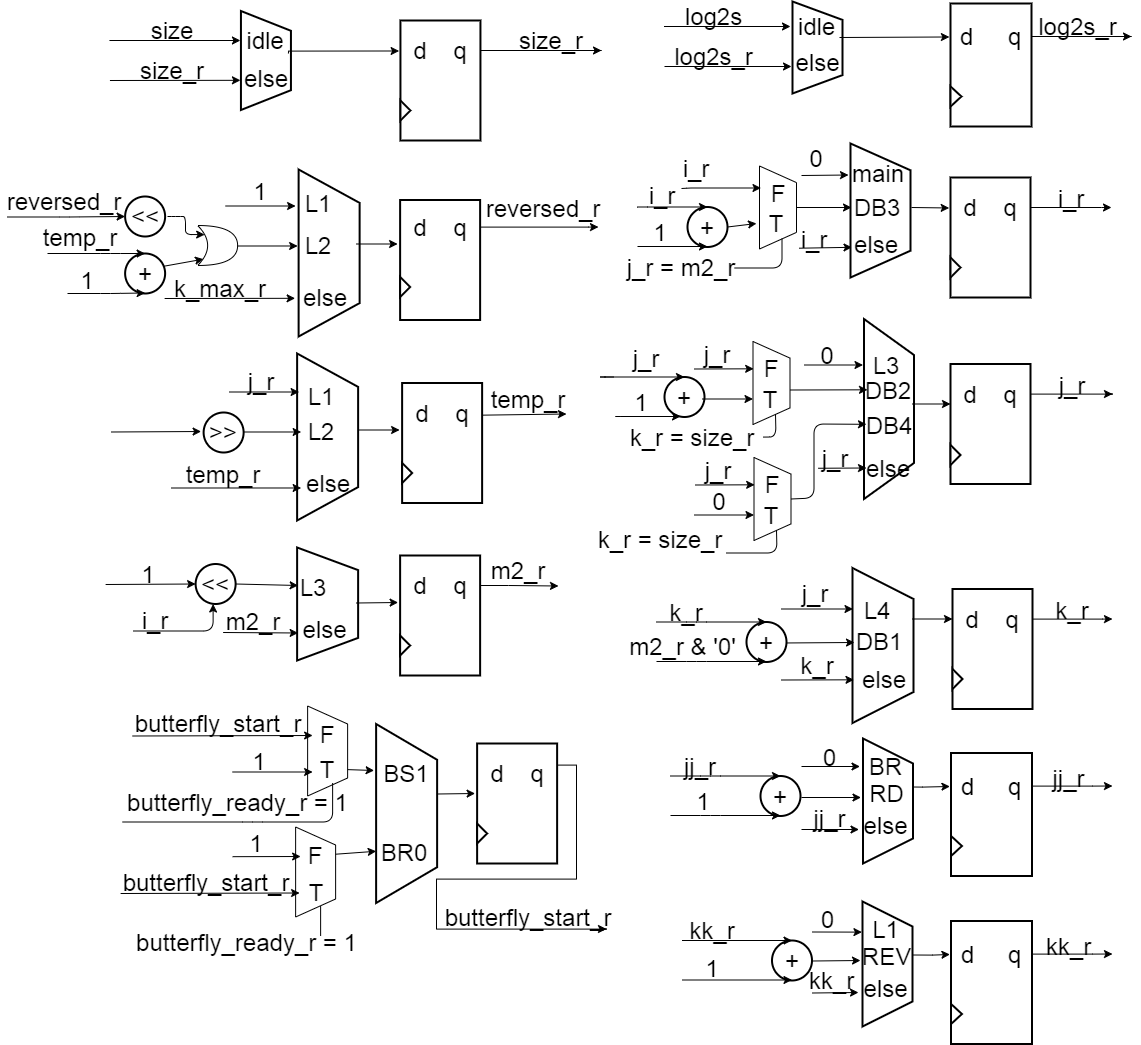 size
idle
size_r
else
d q
size_r
log2s
idle
log2s_r
else
d q
log2s_r
reversed_r
<<
temp_r
+
1
1
L1
L2
k_max_r
else
d q
reversed_r
i_r
i_r
+
1
F
T
j_r = m2_r
0
main
DB3
i_r
else
d q
i_r
j_r
L1
>>
L2
temp_r
else
d q
temp_r
j_r
+
1
j_r
F
T
k_r = size_r
j_r
F
0
T
k_r = size_r
0
L3
DB2
DB4
j_r
else
d q
j_r
1
<<
i_r
L3
m2_r
else
d q
m2_r
k_r
+
m2_r & '0'
j_r
L4
DB1
k_r
else
d q
k_r
butterfly_start_r
F
1
T
butterfly_ready_r = 1
1
F
butterfly_start_r
T
butterfly_ready_r = 1
BS1
BR0
d q
butterfly_start_r
jj_r
+
1
0
BR
RD
jj_r
else
d q
jj_r
kk_r
+
1
0
L1
REV
kk_r
else
d q
kk_r